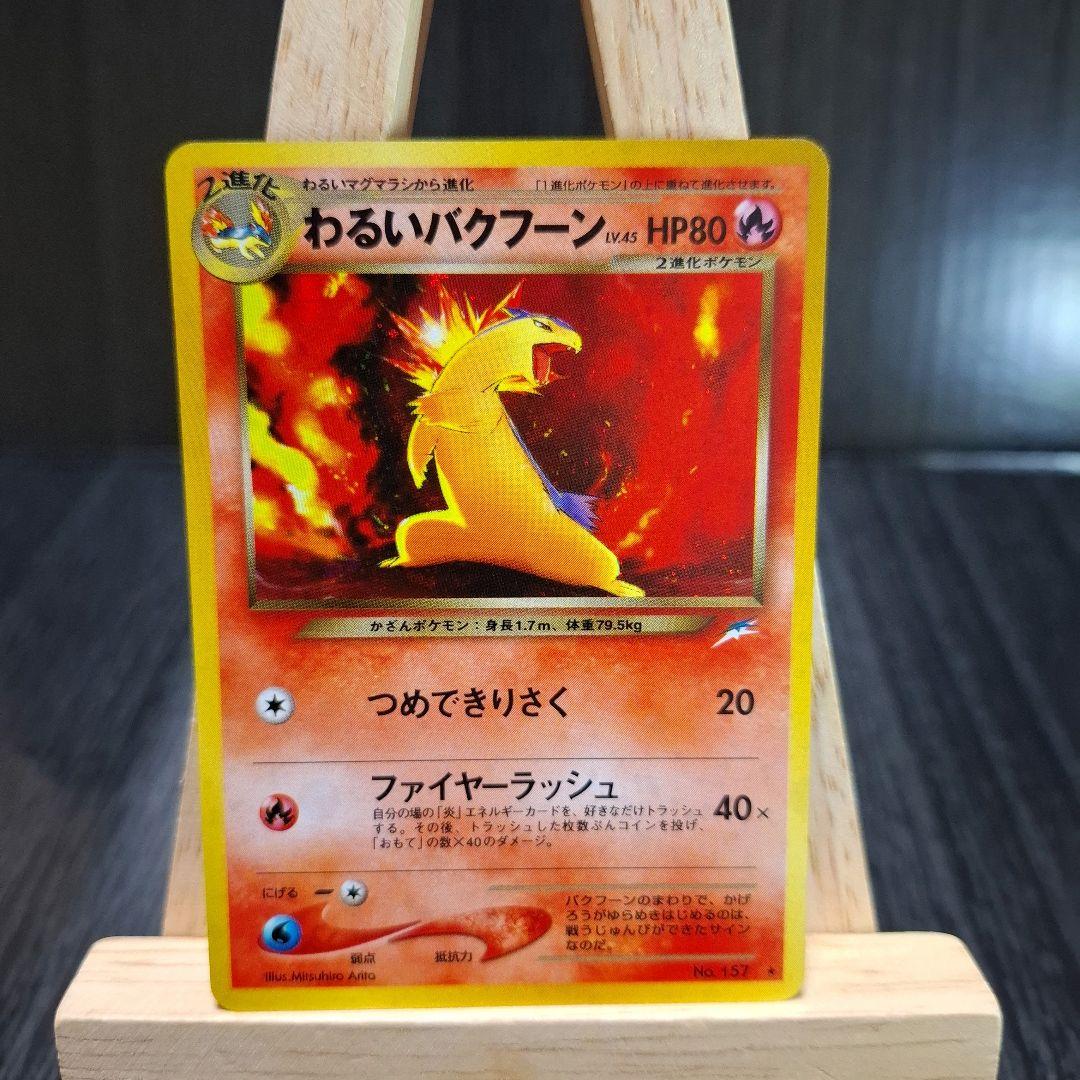 2進化
わるいマグマラシから進化 「1進化ポケモン」の上に重ねて進化させます。
わるいバクフーン LV.45 HP80
2進化ポケモン
かざんポケモン：身長1.7m、体重79.5kg
つめできりさく 20
ファイヤーラッシュ
自分の場の「炎」エネルギーカードを、好きなだけトラッシュ
する。その後、トラッシュした枚数ぶんコインを投げ、
「おもて」の数×40のダメージ。
40×
にげる
弱点 抵抗力
バクフーンのまわりで、かげ
ろうがゆらめきはじめるのは、
戦うじゅんびができたサイン
なのだ。
Illus.Mitsuhiro Arita No. 157 ★